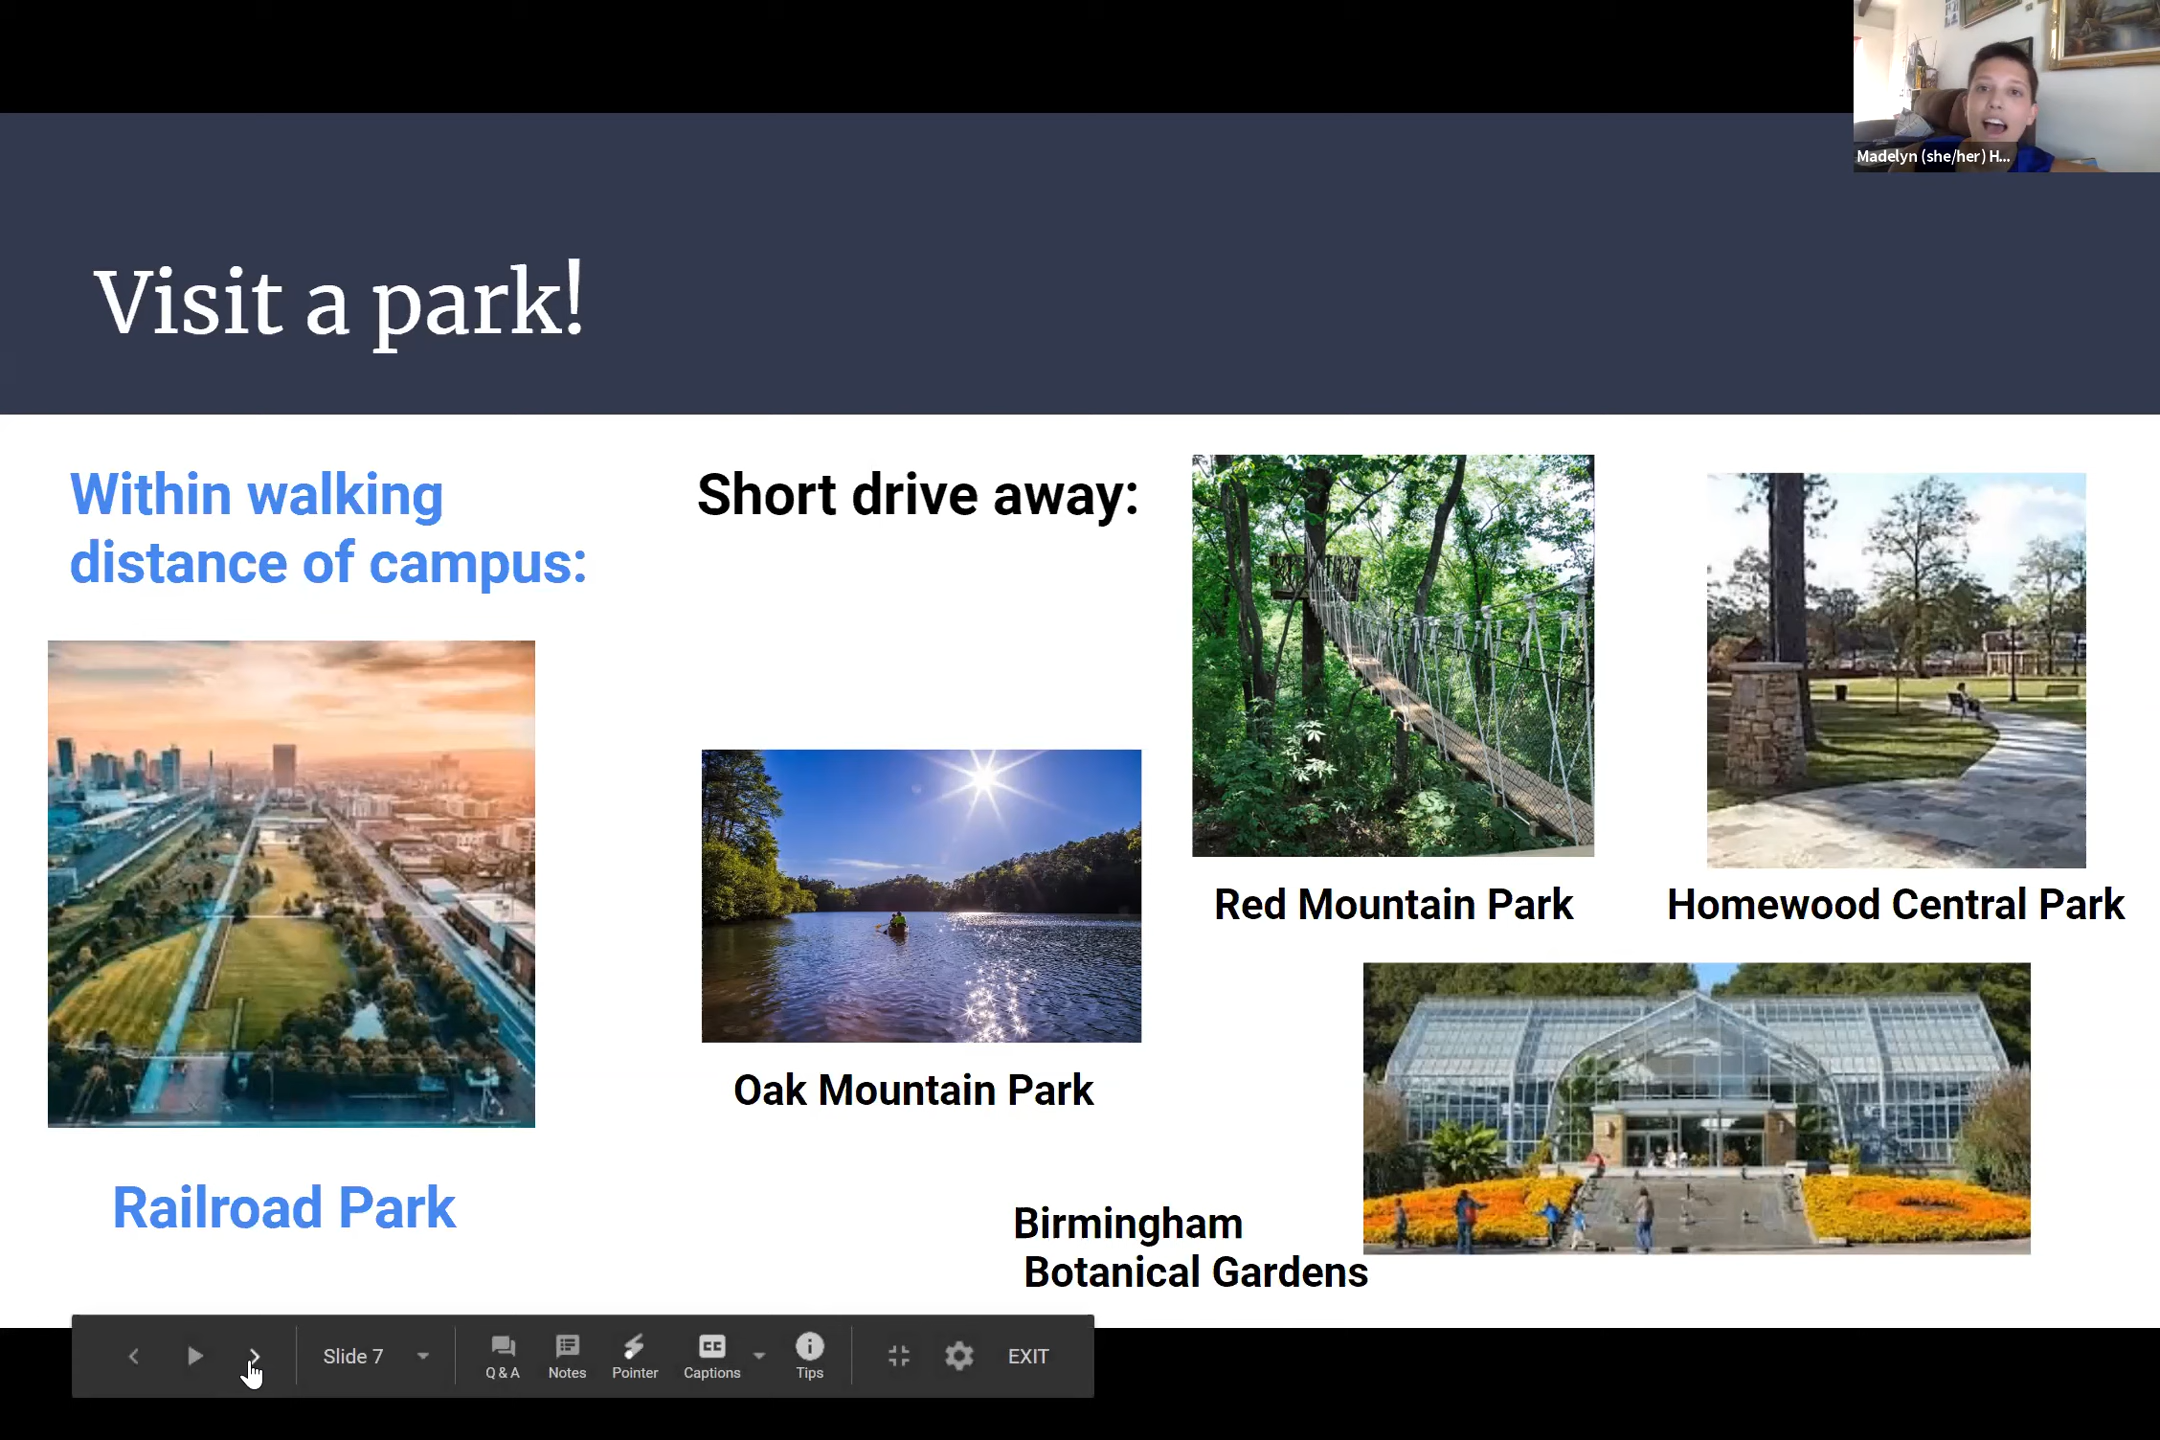 Madelyn (she/her) H...
Visit a park!
Within walking
distance of campus:
Short drive away:
Red Mountain Park
Homewood Central Park
Oak Mountain Park
Railroad Park
Birmingham
Botanical Gardens
Slide 7
Q & A
Notes
Pointer
CC
Captions
Tips
EXIT